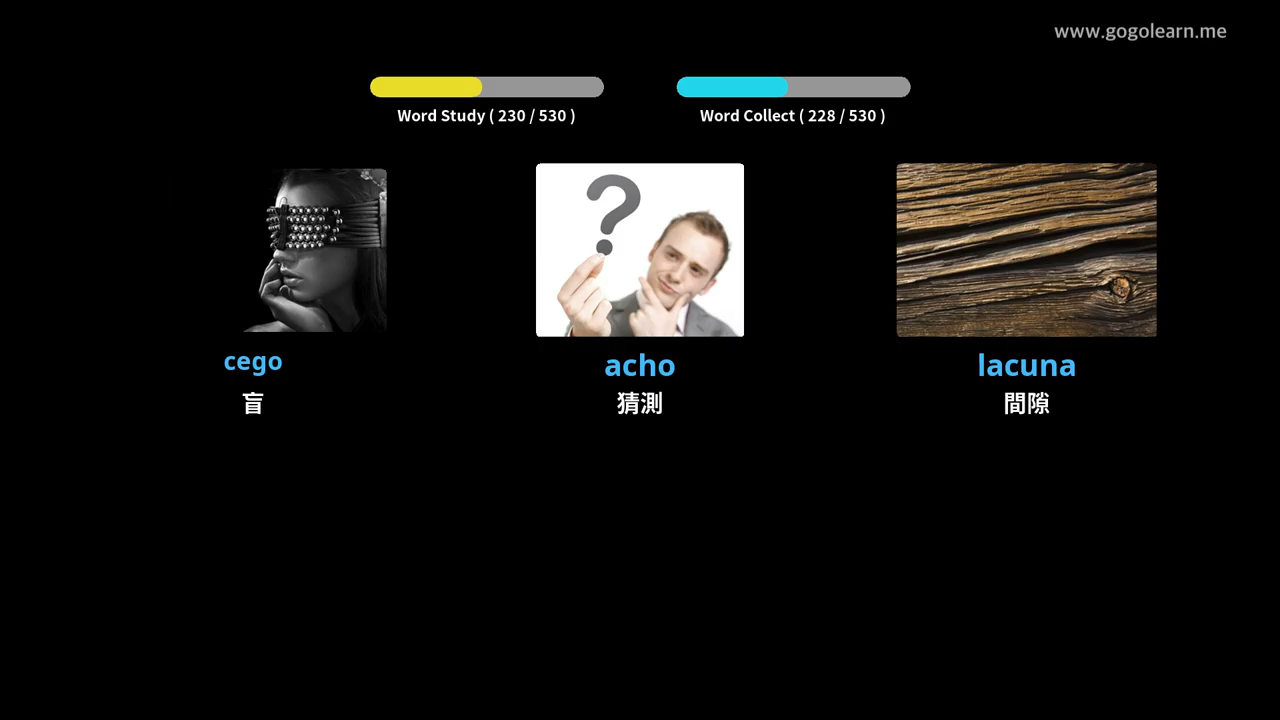 www.gogolearn.me
Word Study ( 230 / 530 )
Word Collect ( 228 / 530 )
cego
acho
lacuna
盲
猜測
間隙